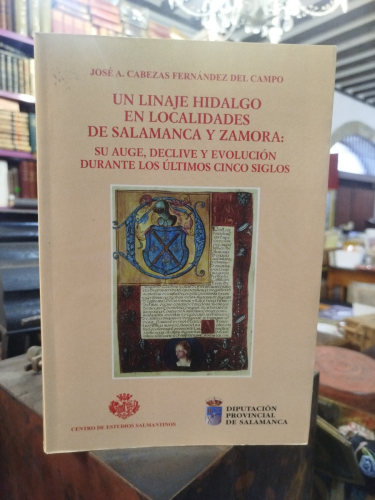 JOSÉ A. CABEZAS FERNÁNDEZ DEL CAMPO
UN LINAJE HIDALGO
EN LOCALIDADES
DE SALAMANCA Y ZAMORA:
SU AUGE, DECLIVE Y EVOLUCIÓN
DURANTE LOS ÚLTIMOS CINCO SIGLOS
CENTRO DE ESTUDIOS SALMANTINOS
DIPUTACIÓN
PROVINCIAL
DE SALAMANCA